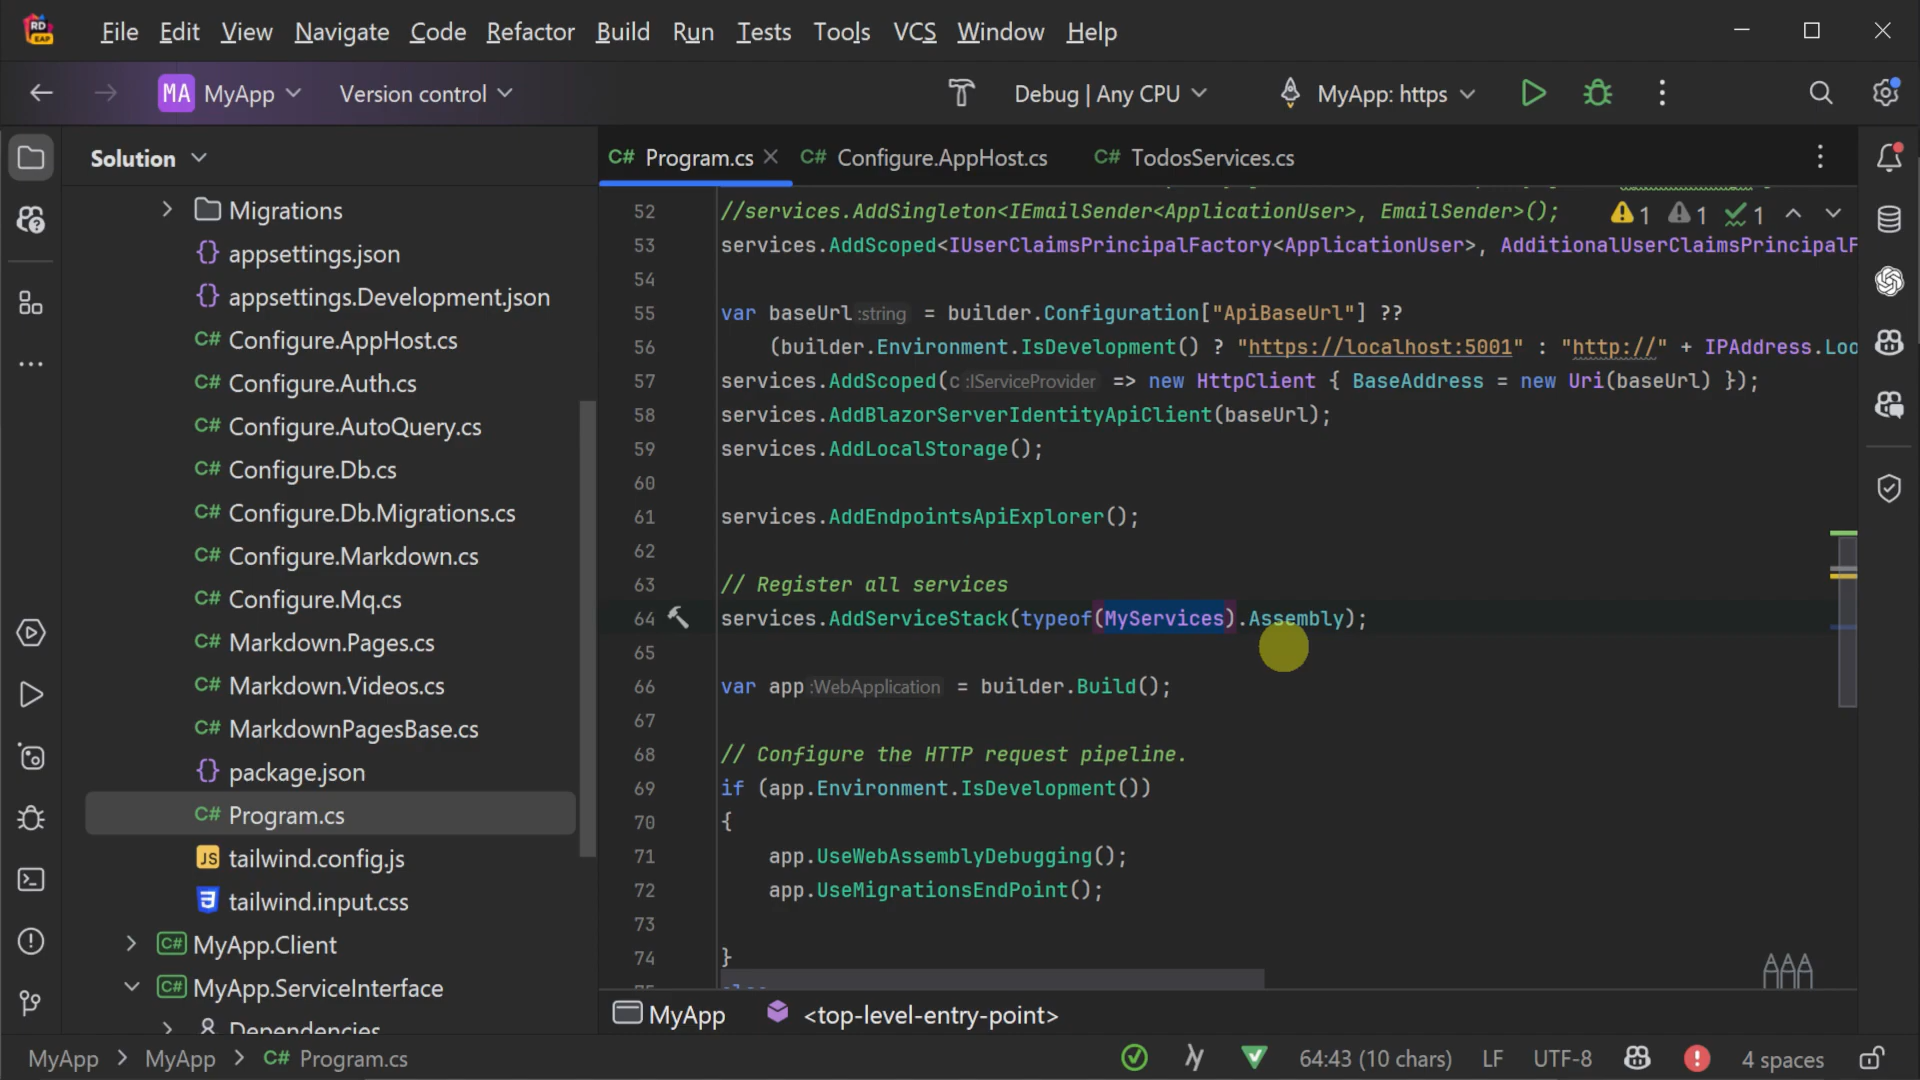 RD
EAP
File Edit View Navigate Code Refactor Build Run Tests Tools VCS Window Help
MA MyApp Version control Debug | Any CPU MyApp: https
Solution
Migrations
{} appsettings.json
{} appsettings.Development.json
C# Configure.AppHost.cs
C# Configure.Auth.cs
C# Configure.AutoQuery.cs
C# Configure.Db.cs
C# Configure.Db.Migrations.cs
C# Configure.Markdown.cs
C# Configure.Mq.cs
C# Markdown.Pages.cs
C# Markdown.Videos.cs
C# MarkdownPagesBase.cs
{} package.json
C# Program.cs
JS tailwind.config.js
tailwind.input.css
C# MyApp.Client
C# MyApp.ServiceInterface
Dependencies
C# Program.cs C# Configure.AppHost.cs C# TodosServices.cs
52 //services.AddSingleton<IEmailSender<ApplicationUser>, EmailSender>();
1 1 1
53 services.AddScoped<IUserClaimsPrincipalFactory<ApplicationUser>, AdditionalUserClaimsPrincipalF
54
55 var baseUrl :string = builder.Configuration["ApiBaseUrl"] ??
56 (builder.Environment.IsDevelopment() ? "https://localhost:5001" : "http://" + IPAddress.Loo
57 services.AddScoped(c :IServiceProvider => new HttpClient { BaseAddress = new Uri(baseUrl) });
58 services.AddBlazorServerIdentityApiClient(baseUrl);
59 services.AddLocalStorage();
60
61 services.AddEndpointsApiExplorer();
62
63 // Register all services
64 services.AddServiceStack(typeof(MyServices).Assembly);
65
66 var app :WebApplication = builder.Build();
67
68 // Configure the HTTP request pipeline.
69 if (app.Environment.IsDevelopment())
70 {
71 app.UseWebAssemblyDebugging();
72 app.UseMigrationsEndPoint();
73
74 }
MyApp <top-level-entry-point>
MyApp > MyApp > C# Program.cs
64:43 (10 chars) LF UTF-8 4 spaces